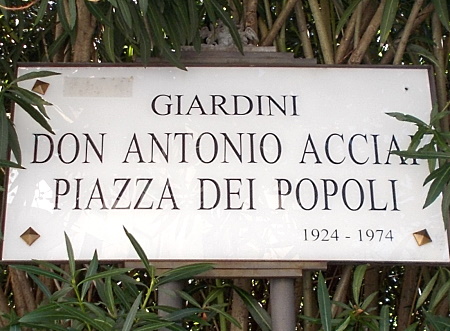 GIARDINI
DON ANTONIO ACCIAI
PIAZZA DEI POPOLI
1924 - 1974